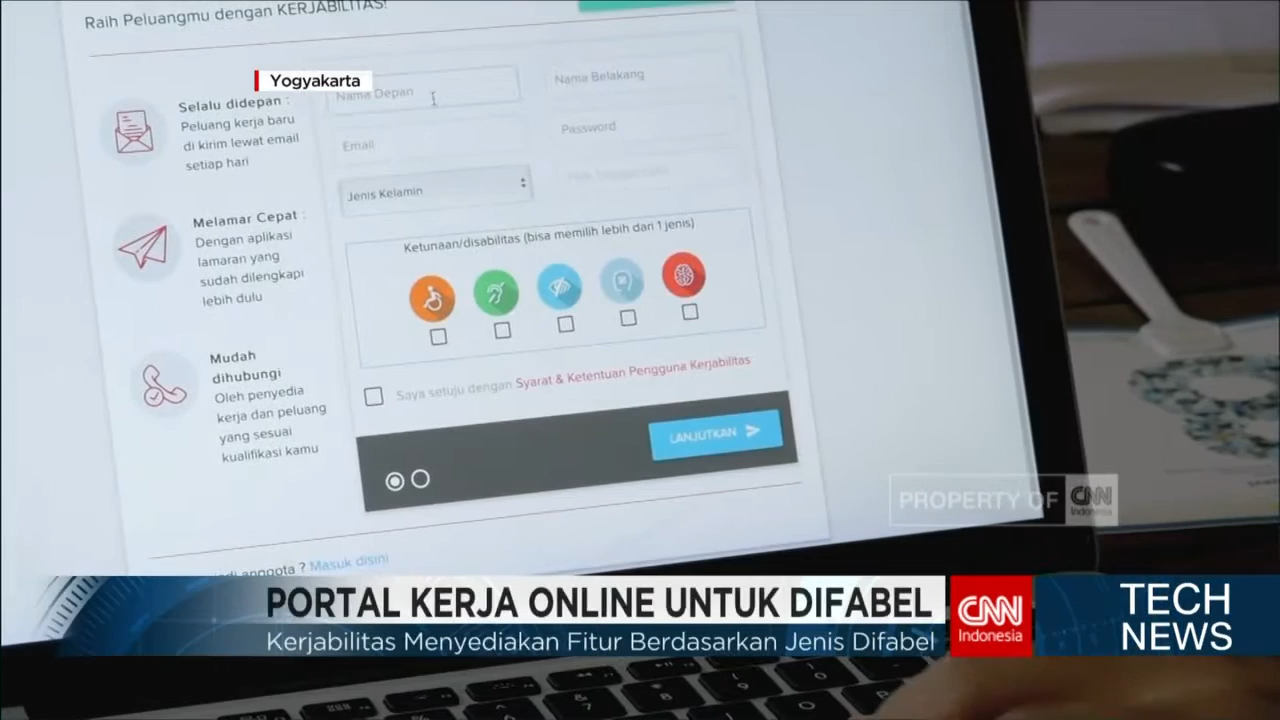 Raih Peluangmu dengan KERJABILITAS!
Yogyakarta
Selalu didepan :
Peluang kerja baru
di kirim lewat email
setiap hari
Melamar Cepat :
Dengan aplikasi
lamaran yang
sudah dilengkapi
lebih dulu
Mudah
dihubungi
Oleh penyedia
kerja dan peluang
yang sesuai
kualifikasi kamu
Nama Depan
Nama Belakang
Email
Password
Jenis Kelamin
Ketunaan/disabilitas (bisa memilih lebih dari 1 jenis)
Saya setuju dengan Syarat & Ketentuan Pengguna Kerjabilitas
LANJUTKAN
anggota ? Masuk disini
PROPERTY OF CNN Indonesia
PORTAL KERJA ONLINE UNTUK DIFABEL
Kerjabilitas Menyediakan Fitur Berdasarkan Jenis Difabel
CNN
Indonesia
TECH
NEWS